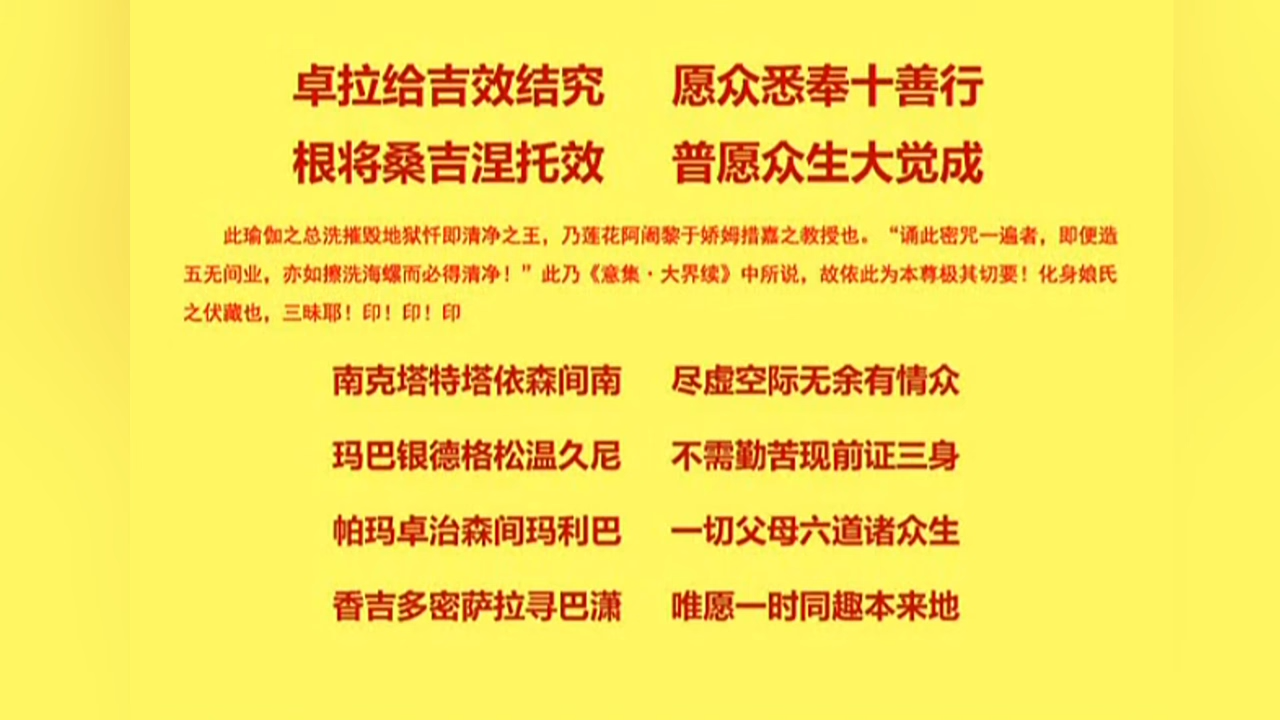 卓拉给吉效结究 愿众悉奉十善行
根将桑吉涅托效 普愿众生大觉成
此瑜伽之总洗摧毁地狱忏即清净之王，乃莲花阿阇黎于娇姆措嘉之教授也。“诵此密咒一遍者，即便造
五无间业，亦如擦洗海螺而必得清净！”此乃《意集·大界续》中所说，故依此为本尊极其切要！化身娘氏
之伏藏也，三昧耶！印！印！印
南克塔特塔依森间南 尽虚空际无余有情众
玛巴银德格松温久尼 不需勤苦现前证三身
帕玛卓治森间玛利巴 一切父母六道诸众生
香吉多密萨拉寻巴潇 唯愿一时同趣本来地